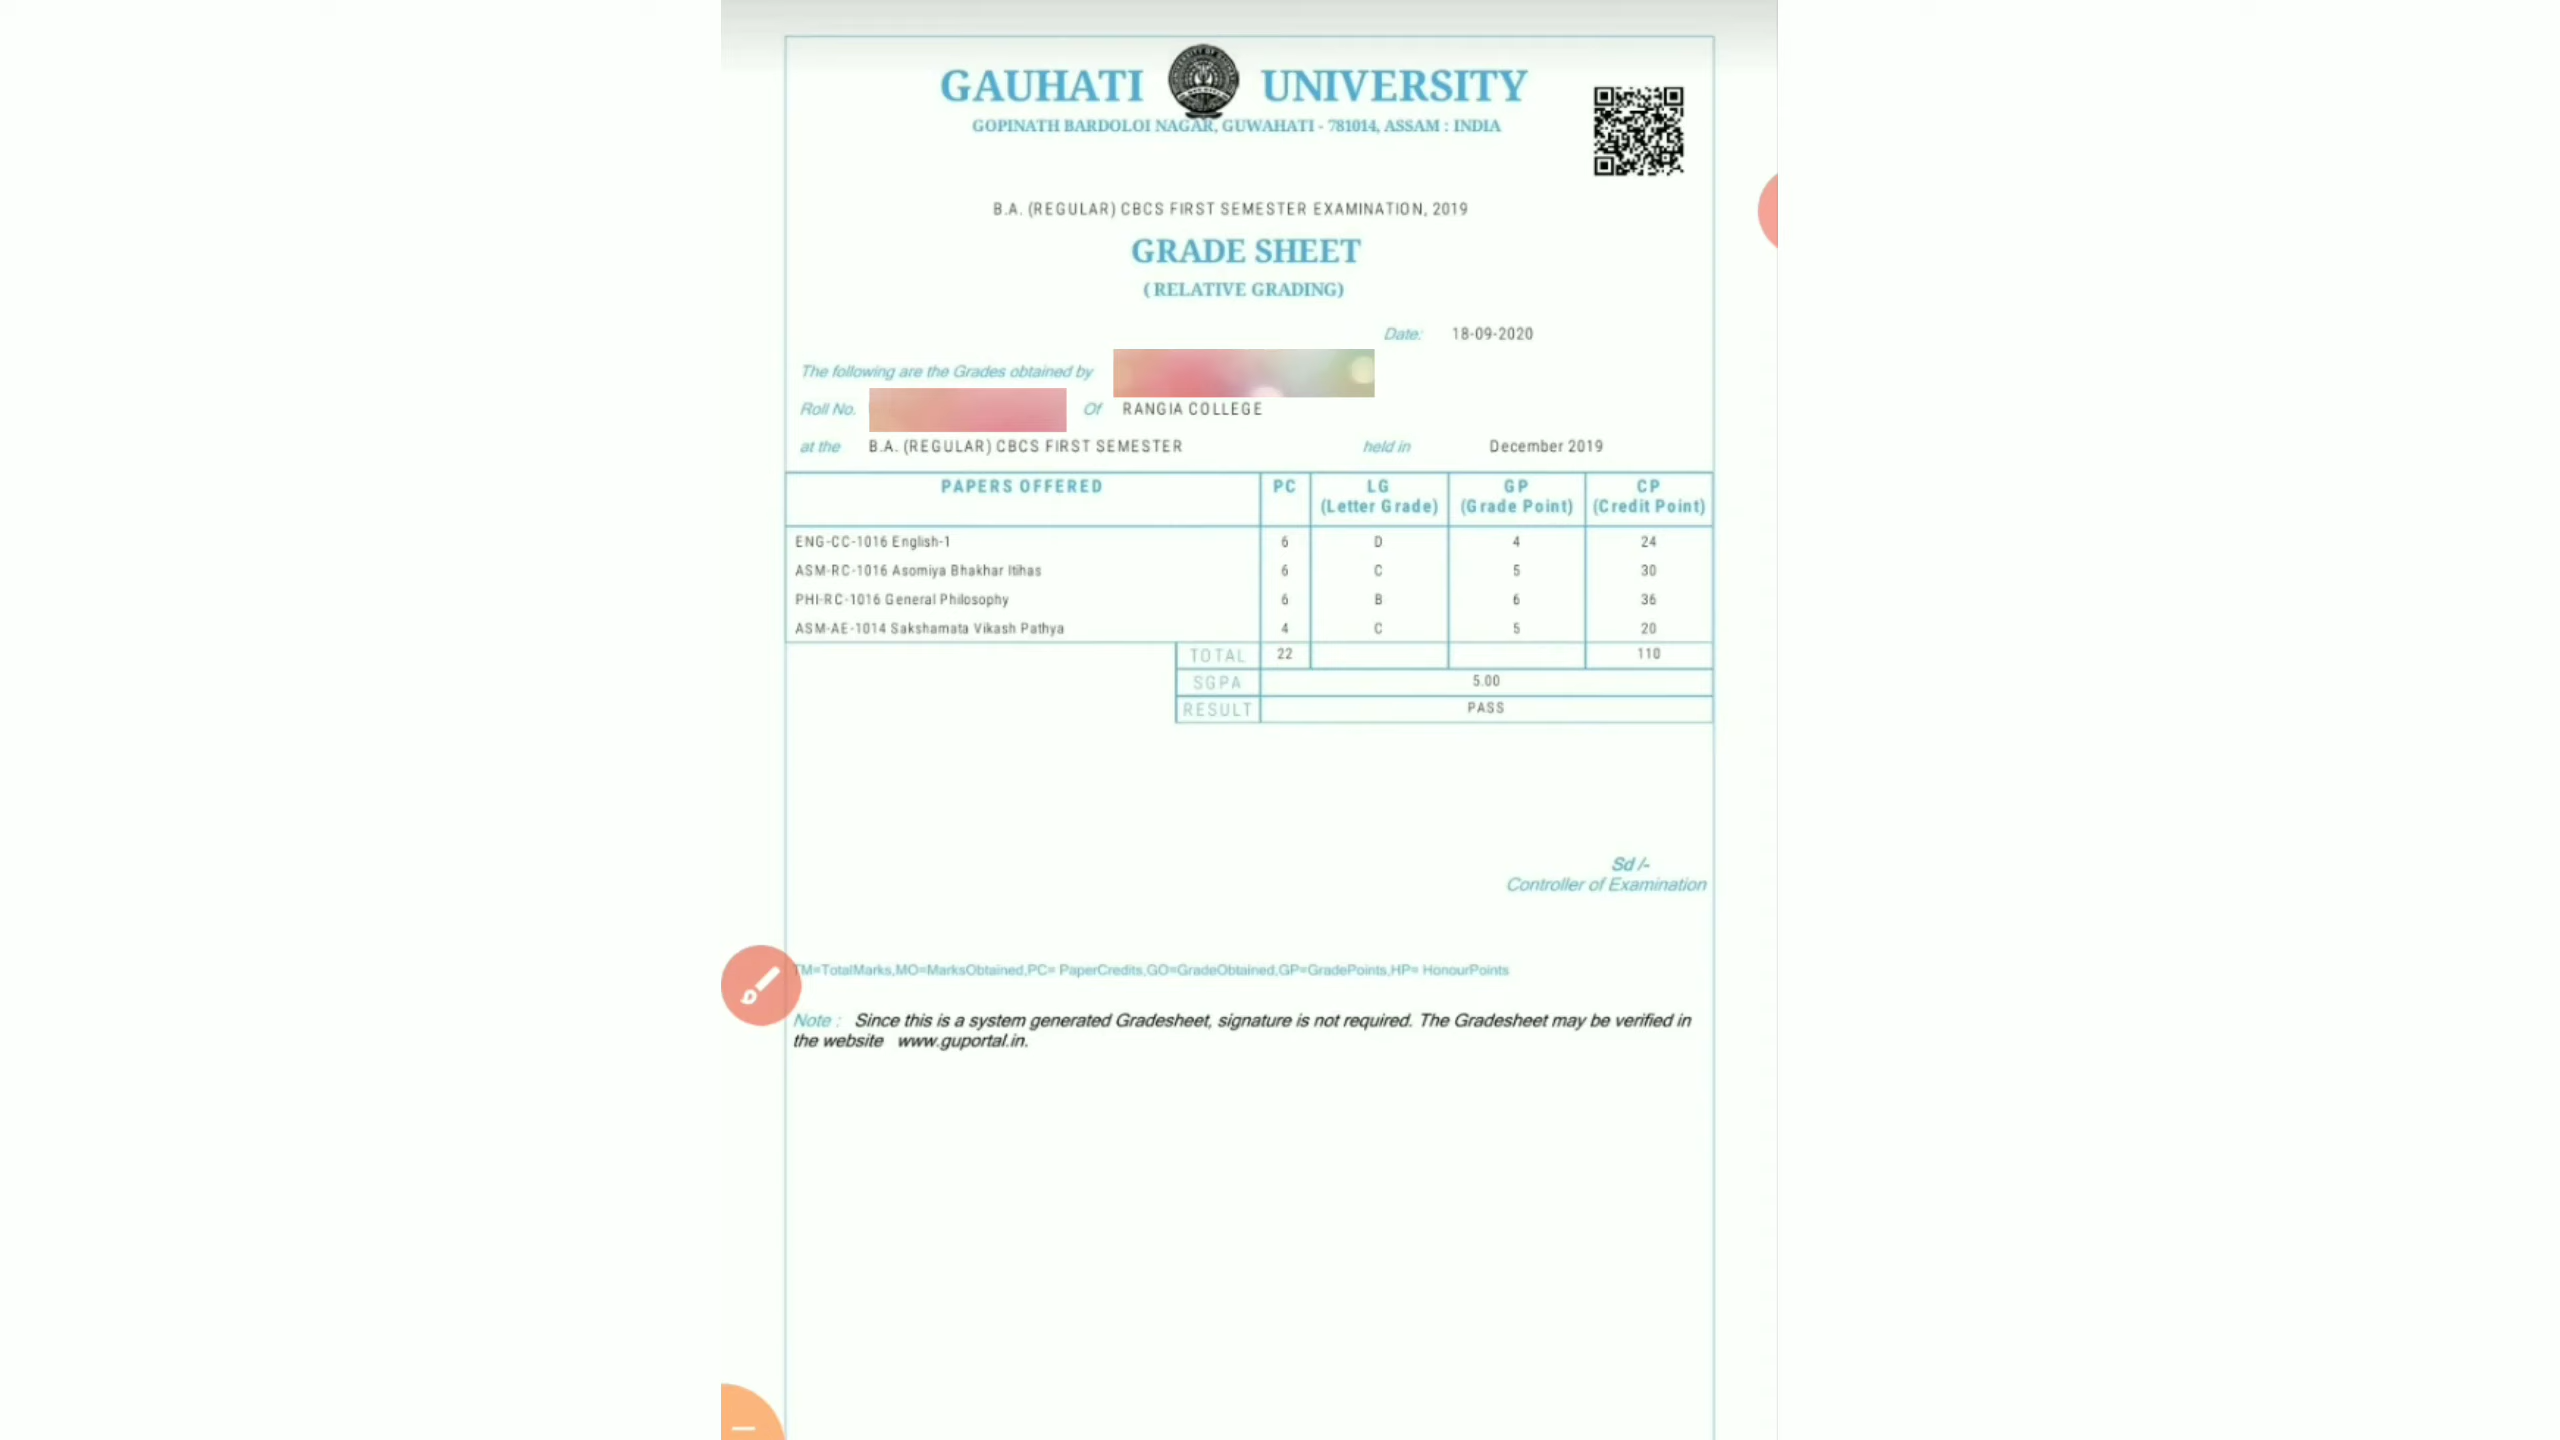 GAUHATI UNIVERSITY
GOPINATH BARDOLOI NAGAR, GUWAHATI - 781014, ASSAM : INDIA
B.A. (REGULAR) CBCS FIRST SEMESTER EXAMINATION, 2019
GRADE SHEET
( RELATIVE GRADING)
Date: 18-09-2020
The following are the Grades obtained by
Roll No. Of RANGIA COLLEGE
at the B.A. (REGULAR) CBCS FIRST SEMESTER held in December 2019
PAPERS OFFERED PC LG (Letter Grade) GP (Grade Point) CP (Credit Point)
ENG-CC-1016 English-1 6 D 4 24
ASM-RC-1016 Asomiya Bhakhar Itihas 6 C 5 30
PHI-RC-1016 General Philosophy 6 B 6 36
ASM-AE-1014 Sakshamata Vikash Pathya 4 C 5 20
TOTAL 22 110
SGPA 5.00
RESULT PASS
Sd /-
Controller of Examination
TM=TotalMarks,MO=MarksObtained,PC= PaperCredits,GO=GradeObtained,GP=GradePoints,HP= HonourPoints
Note : Since this is a system generated Gradesheet, signature is not required. The Gradesheet may be verified in
the website www.guportal.in.